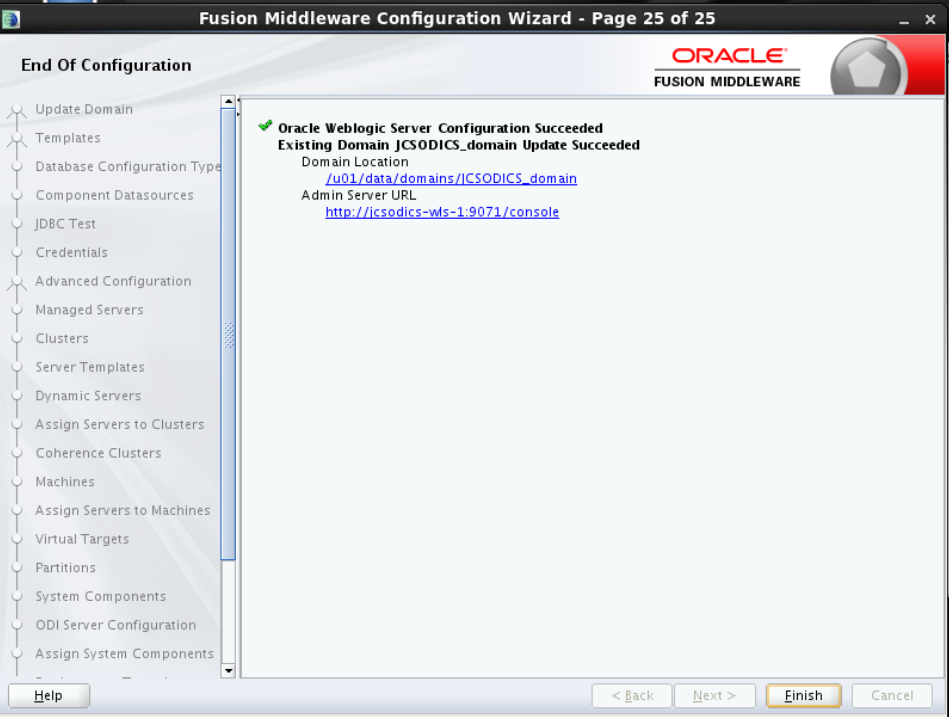 Fusion Middleware Configuration Wizard - Page 25 of 25
End Of Configuration
ORACLE
FUSION MIDDLEWARE
Update Domain
Templates
Database Configuration Type
Component Datasources
JDBC Test
Credentials
Advanced Configuration
Managed Servers
Clusters
Server Templates
Dynamic Servers
Assign Servers to Clusters
Coherence Clusters
Machines
Assign Servers to Machines
Virtual Targets
Partitions
System Components
ODI Server Configuration
Assign System Components
Oracle Weblogic Server Configuration Succeeded
Existing Domain JCSODICS_domain Update Succeeded
Domain Location
/u01/data/domains/JCSODICS_domain
Admin Server URL
http://jcsodics-wls-1:9071/console
Help
< Back
Next >
Finish
Cancel